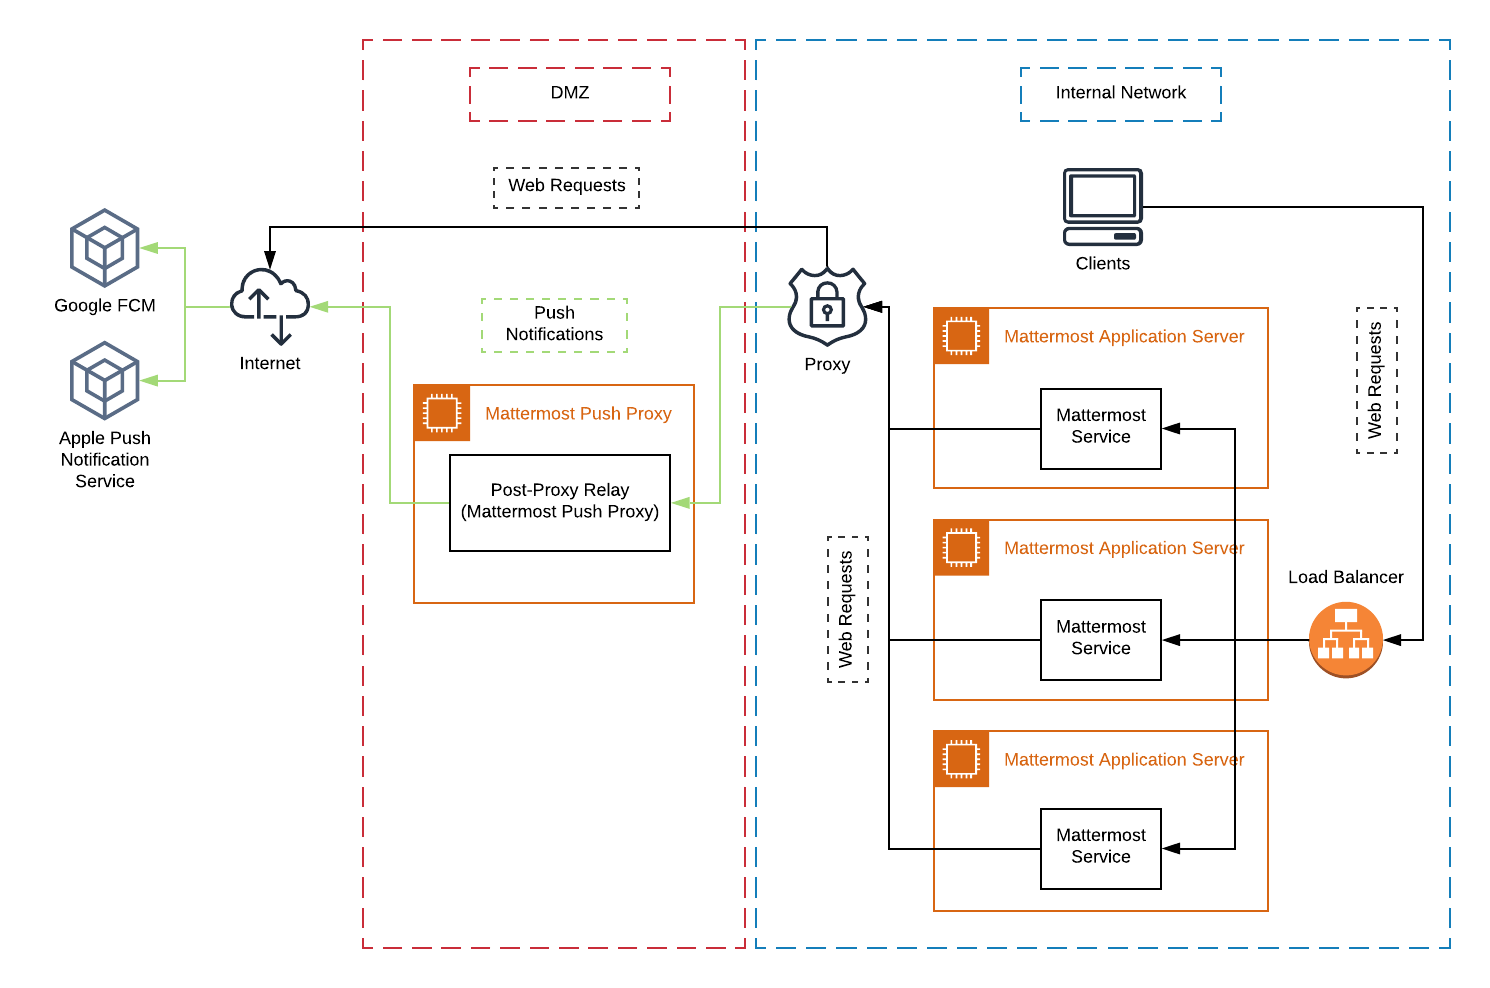 DMZ
Internal Network
Web Requests
Clients
Google FCM
Push
Notifications
Internet
Proxy
Mattermost Application Server
Web Requests
Mattermost Push Proxy
Mattermost
Service
Apple Push
Notification
Service
Post-Proxy Relay
(Mattermost Push Proxy)
Mattermost Application Server
Load Balancer
Web Requests
Mattermost
Service
Mattermost Application Server
Mattermost
Service